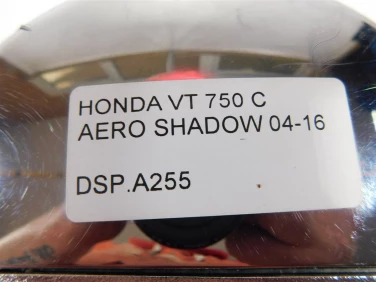 HONDA VT 750 C
AERO SHADOW 04-16
DSP.A255